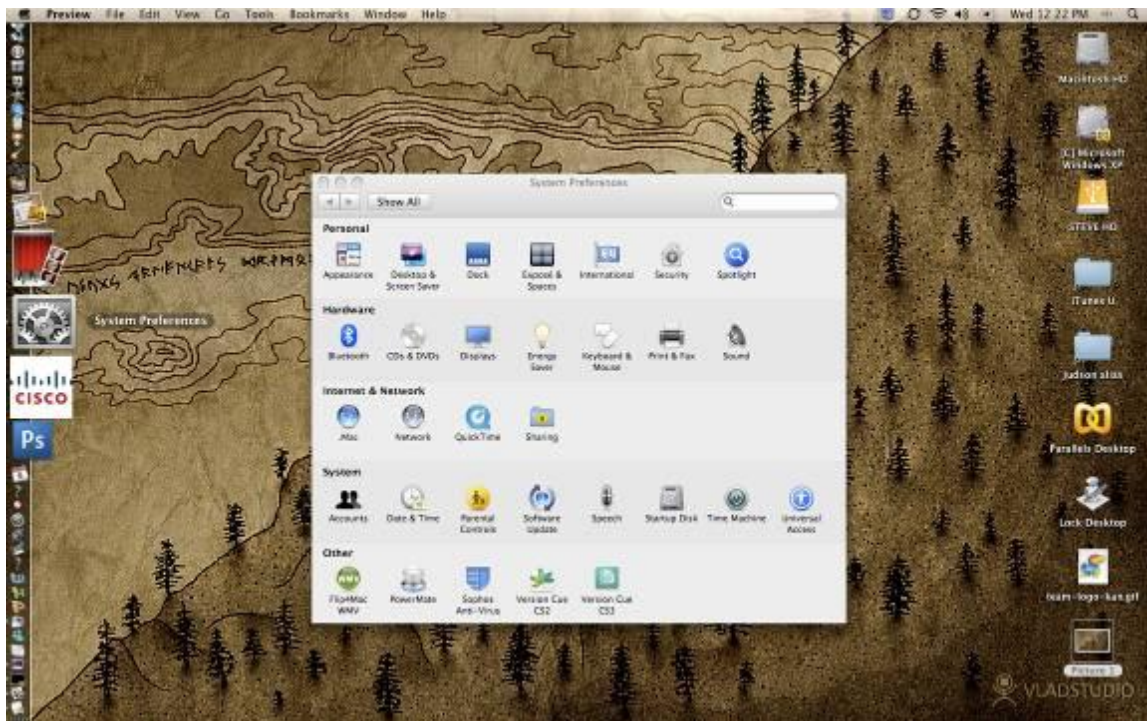 Preview File Edit View Go Tools Bookmarks Window Help
Wed 12:22 PM
Macintosh HD
[C] Microsoft
Windows XP
STEVE HD
iTunes U
Judson
Parallels Desktop
Lock Desktop
team-logo-kan.gif
Picture 1
System Preferences
CISCO
Ps
System Preferences
Show All
Personal
Appearance
Desktop &
Screen Saver
Dock
Exposé &
Spaces
International
Security
Spotlight
Hardware
Bluetooth
CDs & DVDs
Displays
Energy
Saver
Keyboard &
Mouse
Print & Fax
Sound
Internet & Network
.Mac
Network
QuickTime
Sharing
System
Accounts
Date & Time
Parental
Controls
Software
Update
Speech
Startup Disk
Time Machine
Universal
Access
Other
Flip4Mac
WMV
PowerMate
Sophos
Anti-Virus
Version Cue
CS2
Version Cue
CS3
VLADSTUDIO